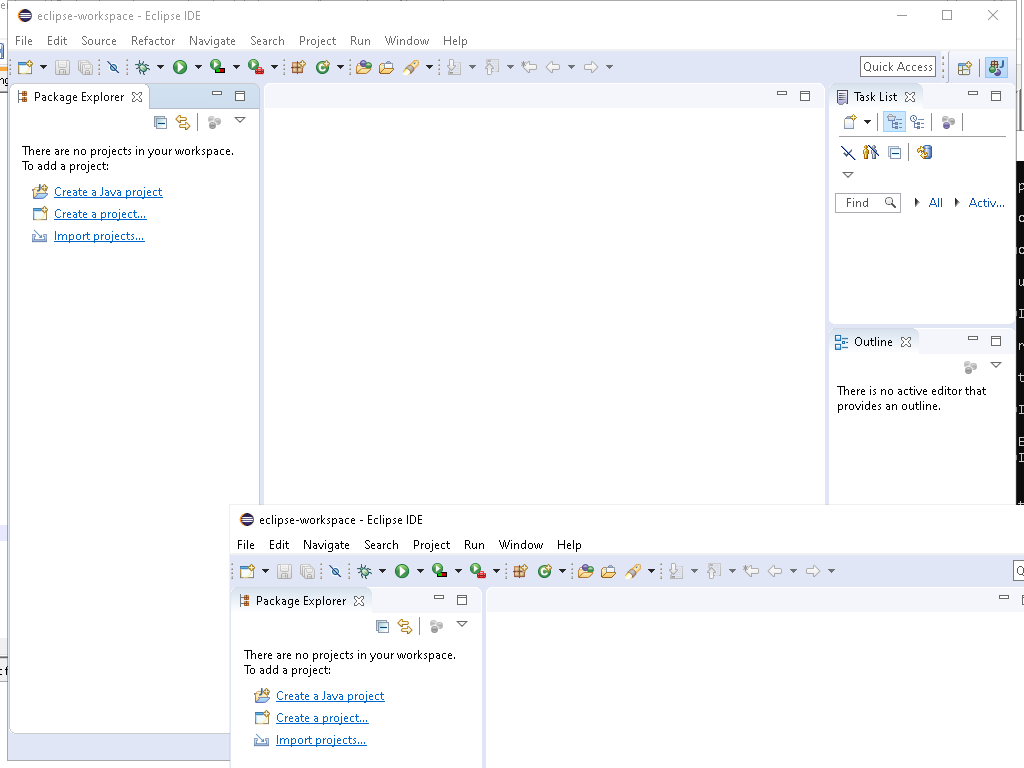 eclipse-workspace - Eclipse IDE
File Edit Source Refactor Navigate Search Project Run Window Help
Quick Access
Package Explorer
Task List
There are no projects in your workspace.
To add a project:
Create a Java project
Create a project...
Import projects...
Find All Activ...
Outline
There is no active editor that
provides an outline.
eclipse-workspace - Eclipse IDE
File Edit Navigate Search Project Run Window Help
Package Explorer
There are no projects in your workspace.
To add a project:
Create a Java project
Create a project...
Import projects...